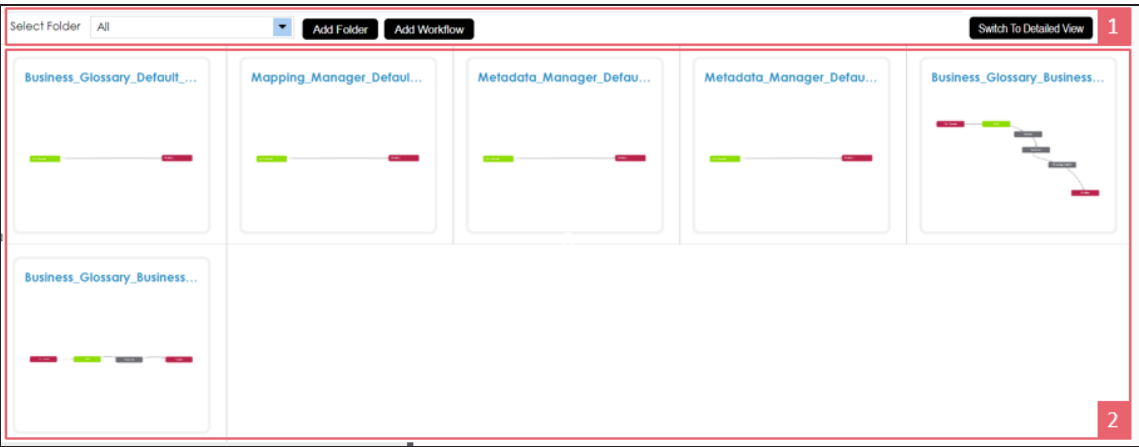 Select Folder All Add Folder Add Workflow Switch To Detailed View 1
Business_Glossary_Default_... Mapping_Manager_Defaul... Metadata_Manager_Defau... Metadata_Manager_Defau... Business_Glossary_Business...
Business_Glossary_Business...
2